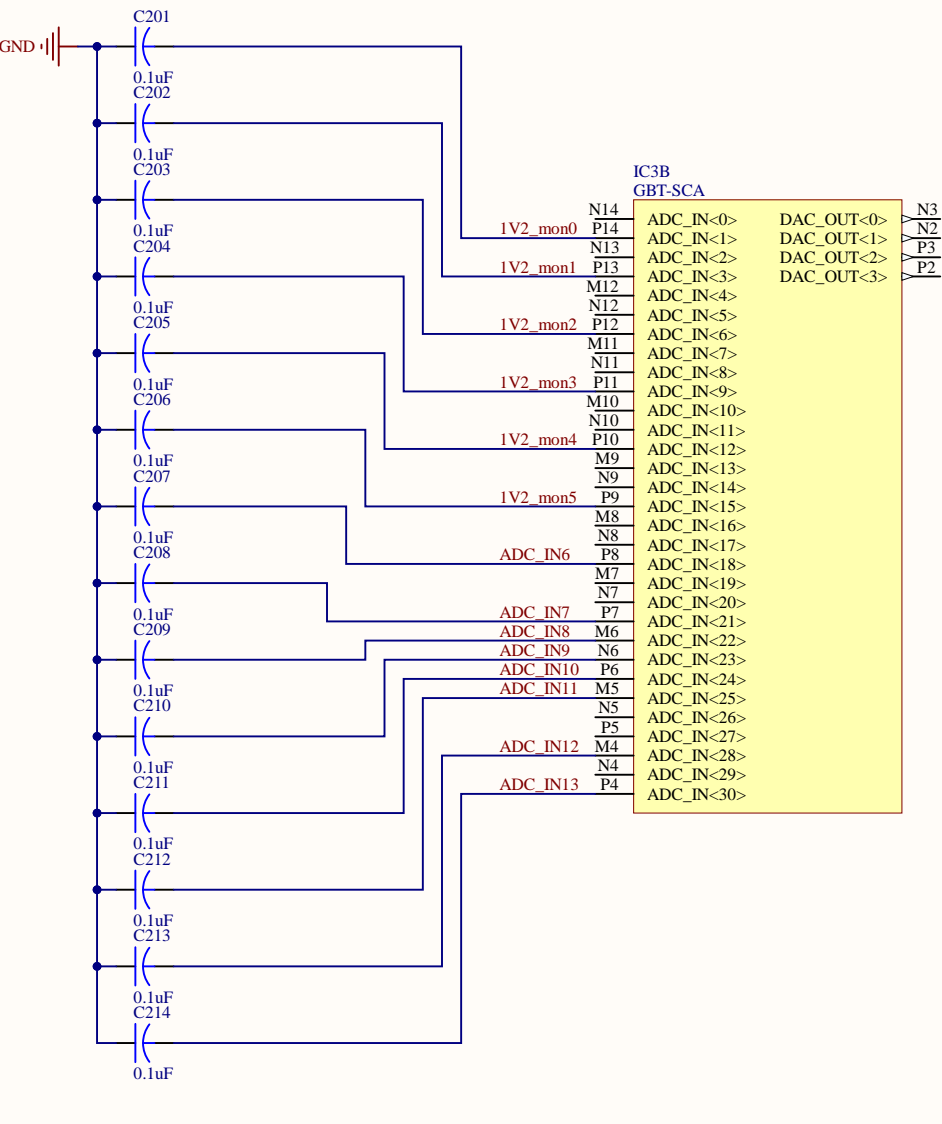 C201
GND
0.1uF
C202
0.1uF
C203
0.1uF
C204
0.1uF
C205
0.1uF
C206
0.1uF
C207
0.1uF
C208
0.1uF
C209
0.1uF
C210
0.1uF
C211
0.1uF
C212
0.1uF
C213
0.1uF
C214
0.1uF
IC3B
GBT-SCA
N14 ADC_IN<0> DAC_OUT<0> N3
1V2_mon0 P14 ADC_IN<1> DAC_OUT<1> N2
N13 ADC_IN<2> DAC_OUT<2> P3
1V2_mon1 P13 ADC_IN<3> DAC_OUT<3> P2
M12 ADC_IN<4>
N12 ADC_IN<5>
1V2_mon2 P12 ADC_IN<6>
M11 ADC_IN<7>
N11 ADC_IN<8>
1V2_mon3 P11 ADC_IN<9>
M10 ADC_IN<10>
N10 ADC_IN<11>
1V2_mon4 P10 ADC_IN<12>
M9 ADC_IN<13>
N9 ADC_IN<14>
1V2_mon5 P9 ADC_IN<15>
M8 ADC_IN<16>
N8 ADC_IN<17>
ADC_IN6 P8 ADC_IN<18>
M7 ADC_IN<19>
N7 ADC_IN<20>
ADC_IN7 P7 ADC_IN<21>
ADC_IN8 M6 ADC_IN<22>
ADC_IN9 N6 ADC_IN<23>
ADC_IN10 P6 ADC_IN<24>
ADC_IN11 M5 ADC_IN<25>
N5 ADC_IN<26>
P5 ADC_IN<27>
ADC_IN12 M4 ADC_IN<28>
N4 ADC_IN<29>
ADC_IN13 P4 ADC_IN<30>